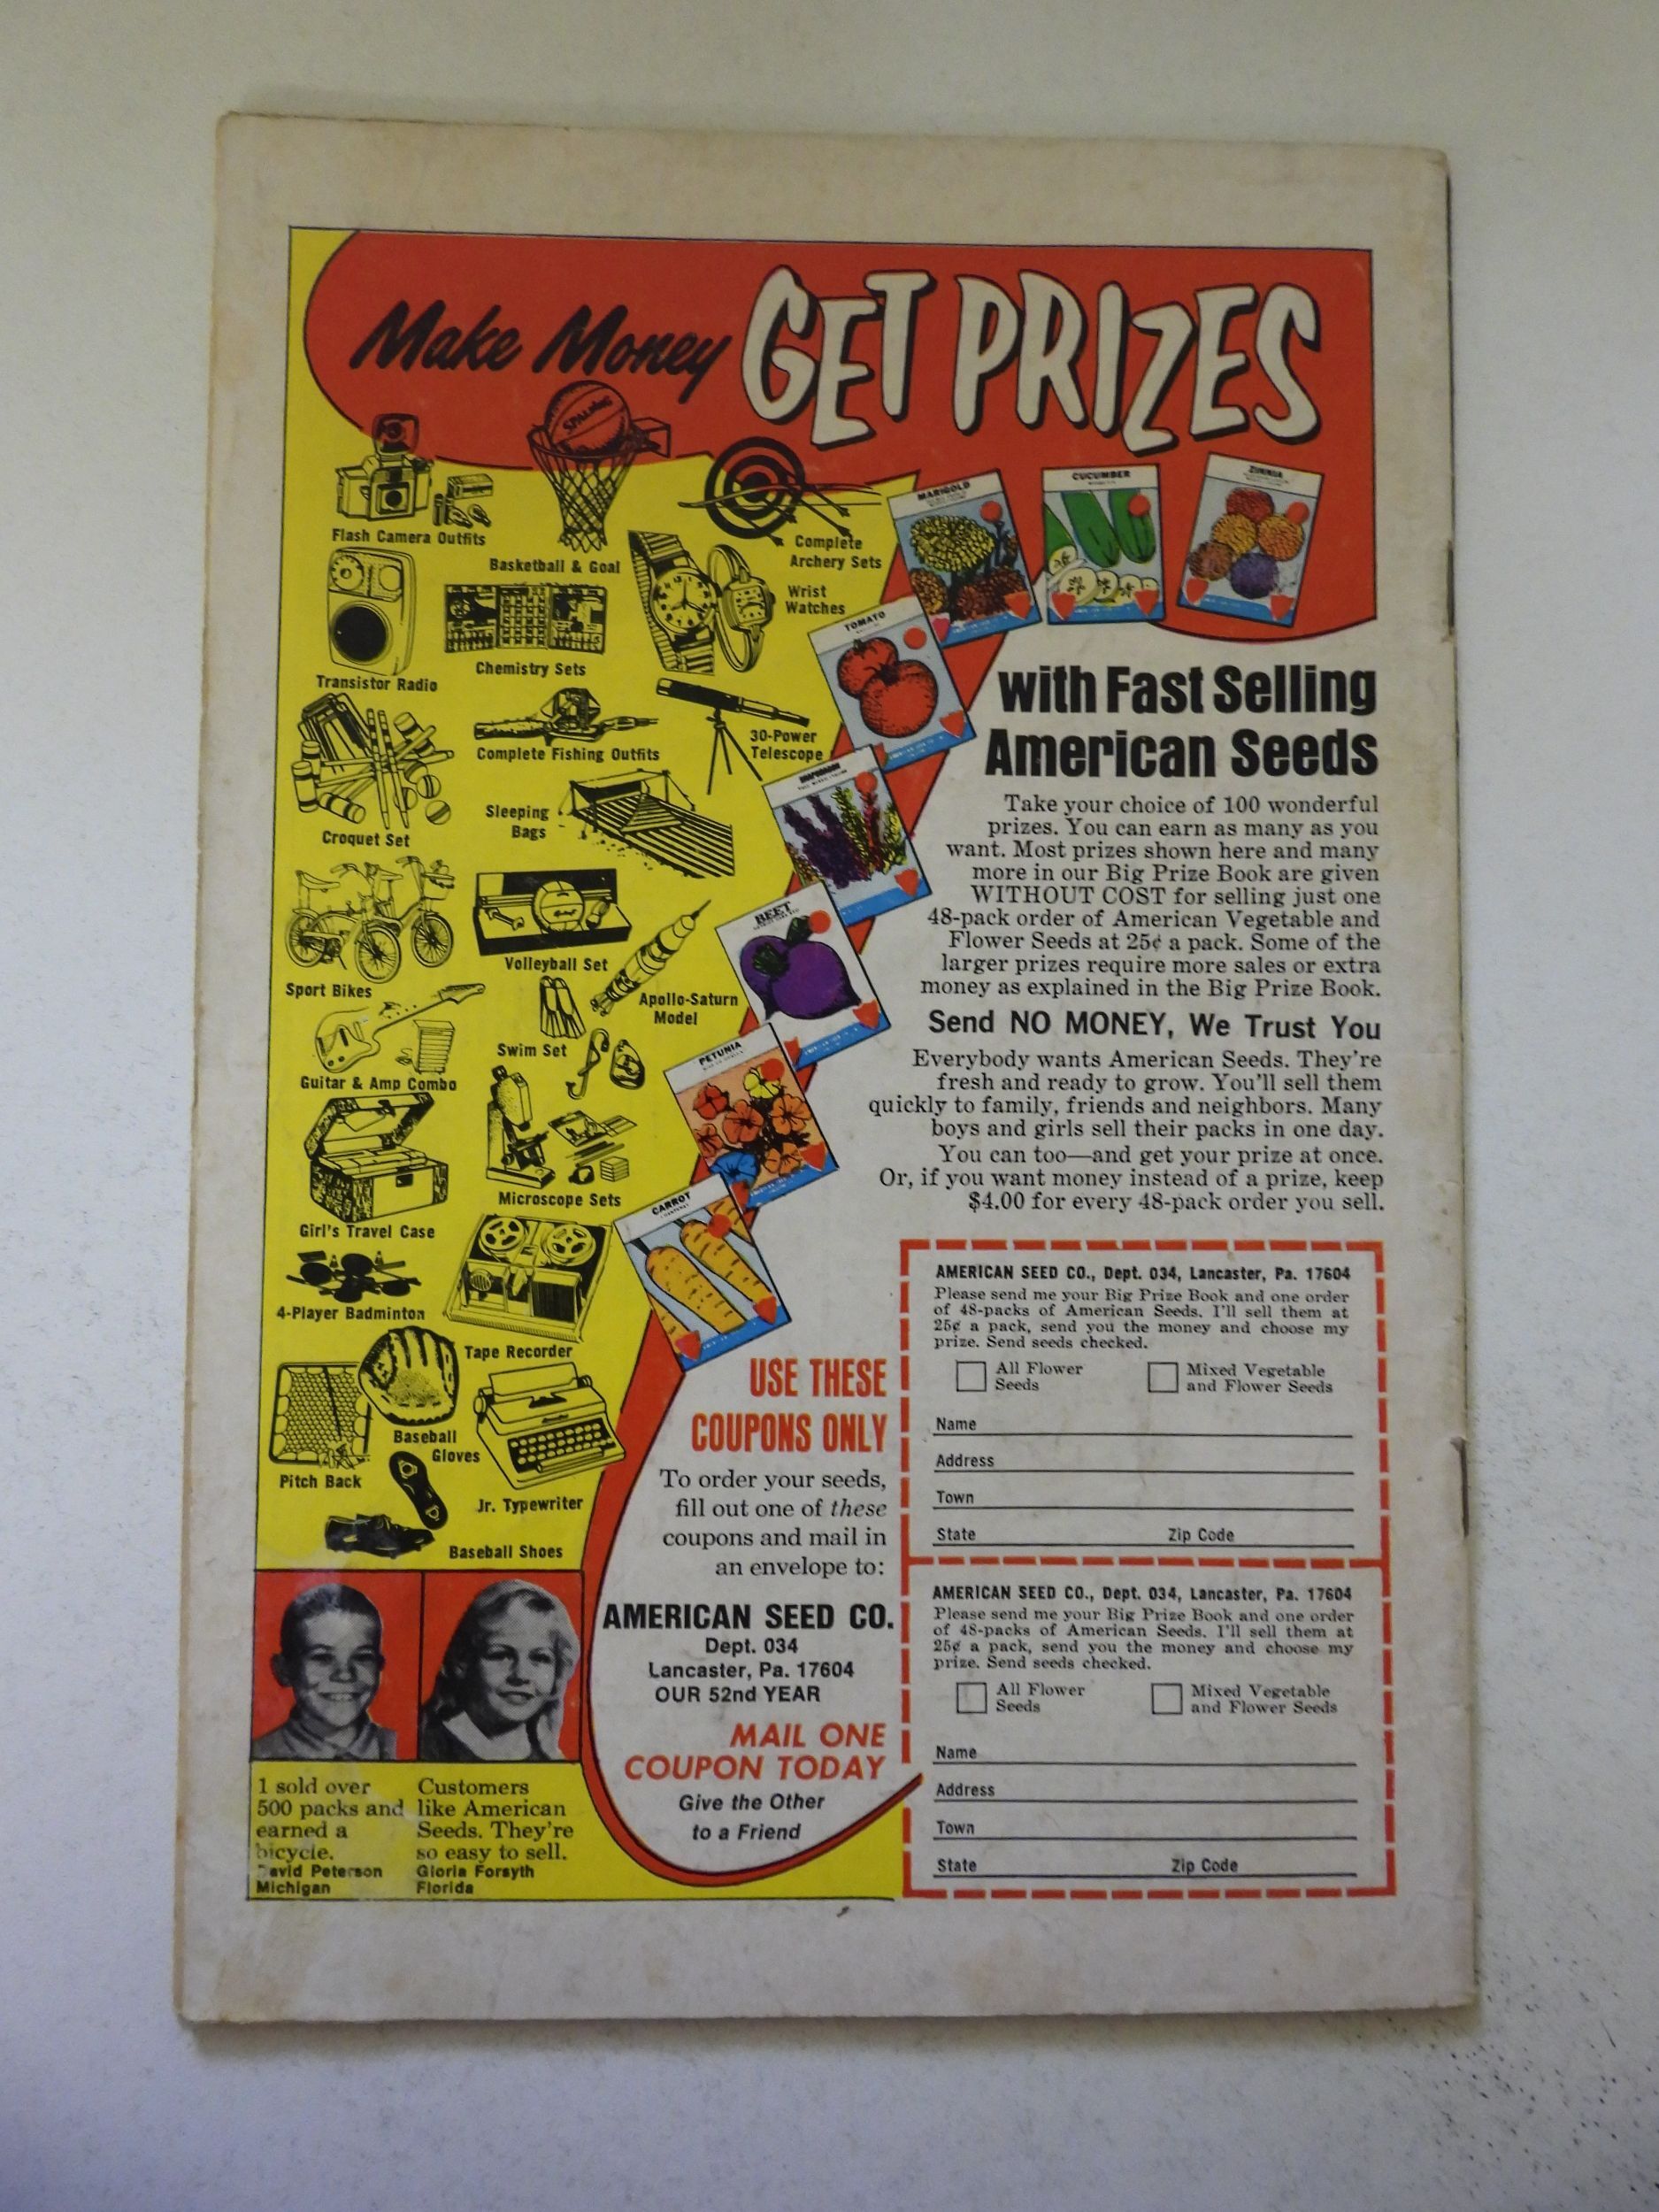 Make Money GET PRIZES
SPALDING
Flash Camera Outfits
Basketball & Goal
Complete
Archery Sets
Wrist
Watches
Transistor Radio
Chemistry Sets
Complete Fishing Outfits
30-Power
Telescope
Croquet Set
Sleeping
Bags
Sport Bikes
Volleyball Set
Apollo-Saturn
Model
Swim Set
Guitar & Amp Combo
Microscope Sets
Girl's Travel Case
4-Player Badminton
Tape Recorder
Baseball
Gloves
Pitch Back
Jr. Typewriter
Baseball Shoes
MARIGOLD
CUCUMBER
ZINNIA
TOMATO
BEET
PETUNIA
CARROT
with Fast Selling
American Seeds
Take your choice of 100 wonderful
prizes. You can earn as many as you
want. Most prizes shown here and many
more in our Big Prize Book are given
WITHOUT COST for selling just one
48-pack order of American Vegetable and
Flower Seeds at 25¢ a pack. Some of the
larger prizes require more sales or extra
money as explained in the Big Prize Book.
Send NO MONEY, We Trust You
Everybody wants American Seeds. They're
fresh and ready to grow. You'll sell them
quickly to family, friends and neighbors. Many
boys and girls sell their packs in one day.
You can too—and get your prize at once.
Or, if you want money instead of a prize, keep
$4.00 for every 48-pack order you sell.
USE THESE
COUPONS ONLY
To order your seeds,
fill out one of these
coupons and mail in
an envelope to:
AMERICAN SEED CO.
Dept. 034
Lancaster, Pa. 17604
OUR 52nd YEAR
MAIL ONE
COUPON TODAY
Give the Other
to a Friend
AMERICAN SEED CO., Dept. 034, Lancaster, Pa. 17604
Please send me your Big Prize Book and one order
of 48-packs of American Seeds. I'll sell them at
25¢ a pack, send you the money and choose my
prize. Send seeds checked.
All Flower
Seeds
Mixed Vegetable
and Flower Seeds
Name
Address
Town
State Zip Code
AMERICAN SEED CO., Dept. 034, Lancaster, Pa. 17604
Please send me your Big Prize Book and one order
of 48-packs of American Seeds. I'll sell them at
25¢ a pack, send you the money and choose my
prize. Send seeds checked.
All Flower
Seeds
Mixed Vegetable
and Flower Seeds
Name
Address
Town
State Zip Code
I sold over
500 packs and
earned a
bicycle.
David Peterson
Michigan
Customers
like American
Seeds. They're
so easy to sell.
Gloria Forsyth
Florida